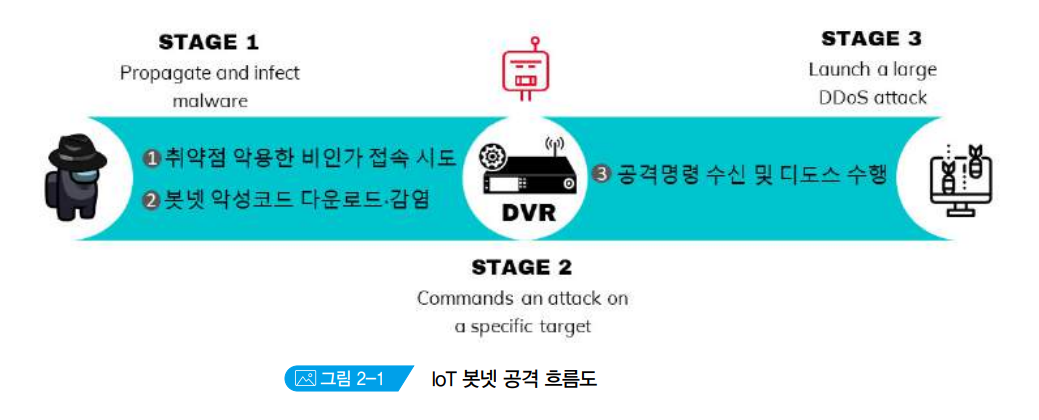 STAGE 1
Propagate and infect
malware
❶ 취약점 악용한 비인가 접속 시도
❷ 봇넷 악성코드 다운로드·감염
DVR
STAGE 2
Commands an attack on
a specific target
STAGE 3
Launch a large
DDoS attack
❸ 공격명령 수신 및 디도스 수행
그림 2-1 IoT 봇넷 공격 흐름도